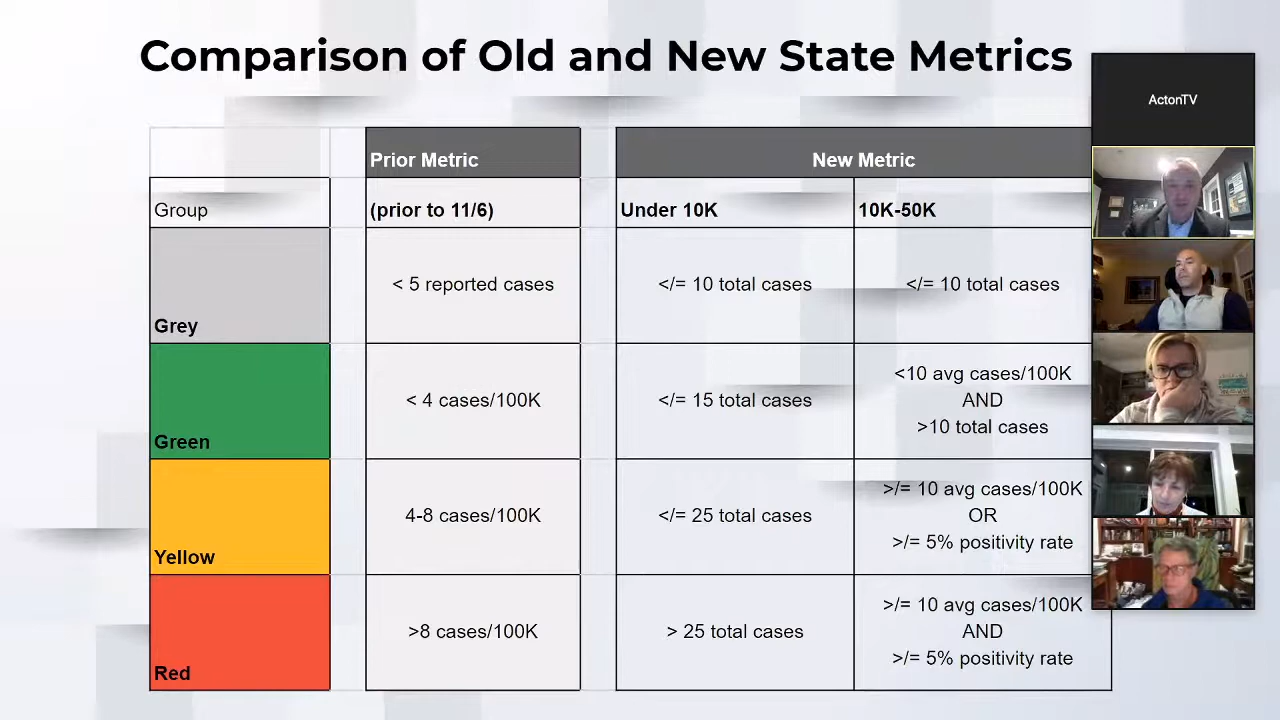 Comparison of Old and New State Metrics
ActonTV
Prior Metric
New Metric
Group
(prior to 11/6)
Under 10K
10K-50K
Grey
< 5 reported cases
</= 10 total cases
</= 10 total cases
Green
< 4 cases/100K
</= 15 total cases
<10 avg cases/100K
AND
>10 total cases
Yellow
4-8 cases/100K
</= 25 total cases
>/= 10 avg cases/100K
OR
>/= 5% positivity rate
Red
>8 cases/100K
> 25 total cases
>/= 10 avg cases/100K
AND
>/= 5% positivity rate